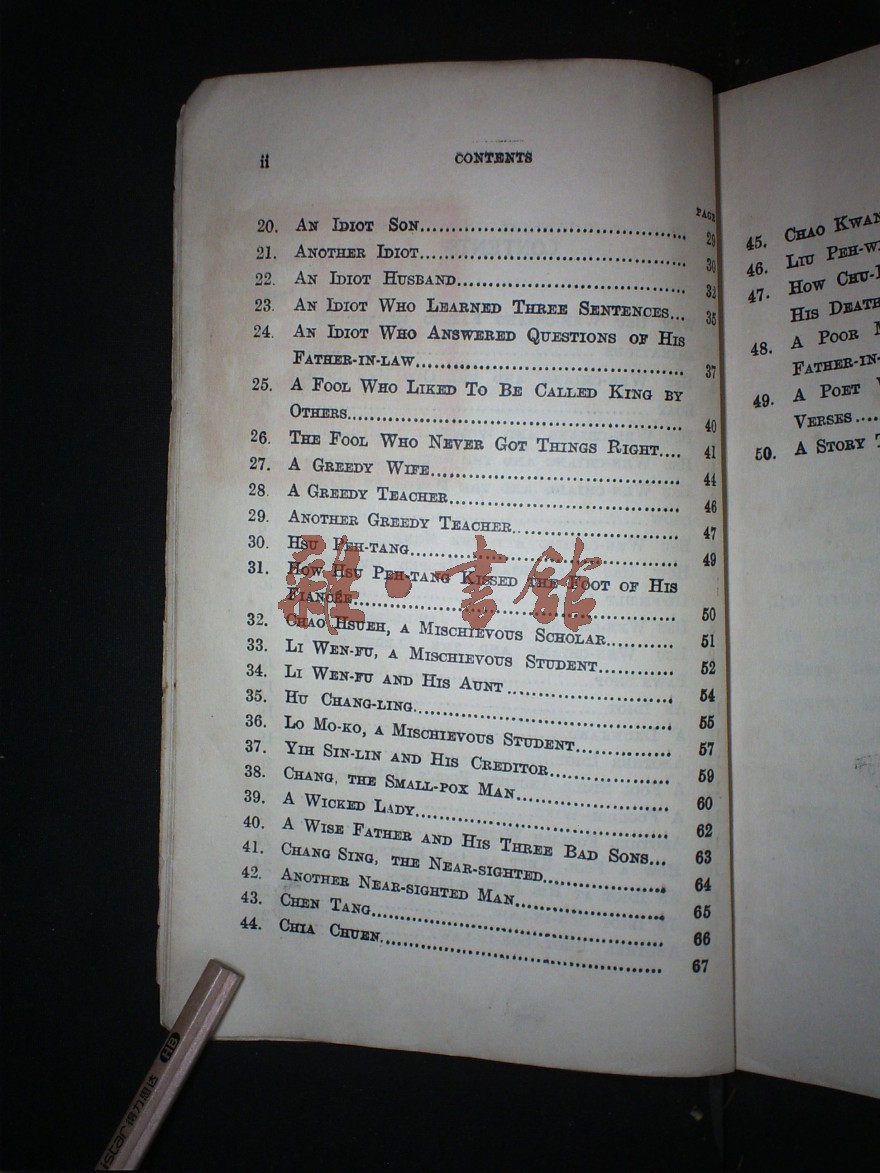 ii CONTENTS
PAGE
20. AN IDIOT SON 29
21. ANOTHER IDIOT 30
22. AN IDIOT HUSBAND 32
23. AN IDIOT WHO LEARNED THREE SENTENCES... 35
24. AN IDIOT WHO ANSWERED QUESTIONS OF HIS
FATHER-IN-LAW 37
25. A FOOL WHO LIKED TO BE CALLED KING BY
OTHERS 40
26. THE FOOL WHO NEVER GOT THINGS RIGHT.... 41
27. A GREEDY WIFE 44
28. A GREEDY TEACHER 46
29. ANOTHER GREEDY TEACHER 47
30. HSU PEH-TANG 49
31. HOW HSU PEH-TANG KISSED THE FOOT OF HIS
FIANCÉE 50
32. CHAO HSUEH, A MISCHIEVOUS SCHOLAR 51
33. LI WEN-FU, A MISCHIEVOUS STUDENT 52
34. LI WEN-FU AND HIS AUNT 54
35. HU CHANG-LING 55
36. LO MO-KO, A MISCHIEVOUS STUDENT 57
37. YIH SIN-LIN AND HIS CREDITOR 59
38. CHANG, THE SMALL-POX MAN 60
39. A WICKED LADY 62
40. A WISE FATHER AND HIS THREE BAD SONS... 63
41. CHANG SING, THE NEAR-SIGHTED 64
42. ANOTHER NEAR-SIGHTED MAN 65
43. CHEN TANG 66
44. CHIA CHUEN 67
45. CHAO
46. LIU
47. HOW
HIS DEATH
48. A POOR
FATHER-IN-
49. A POET
VERSES
50. A STORY
雜·書館
HB